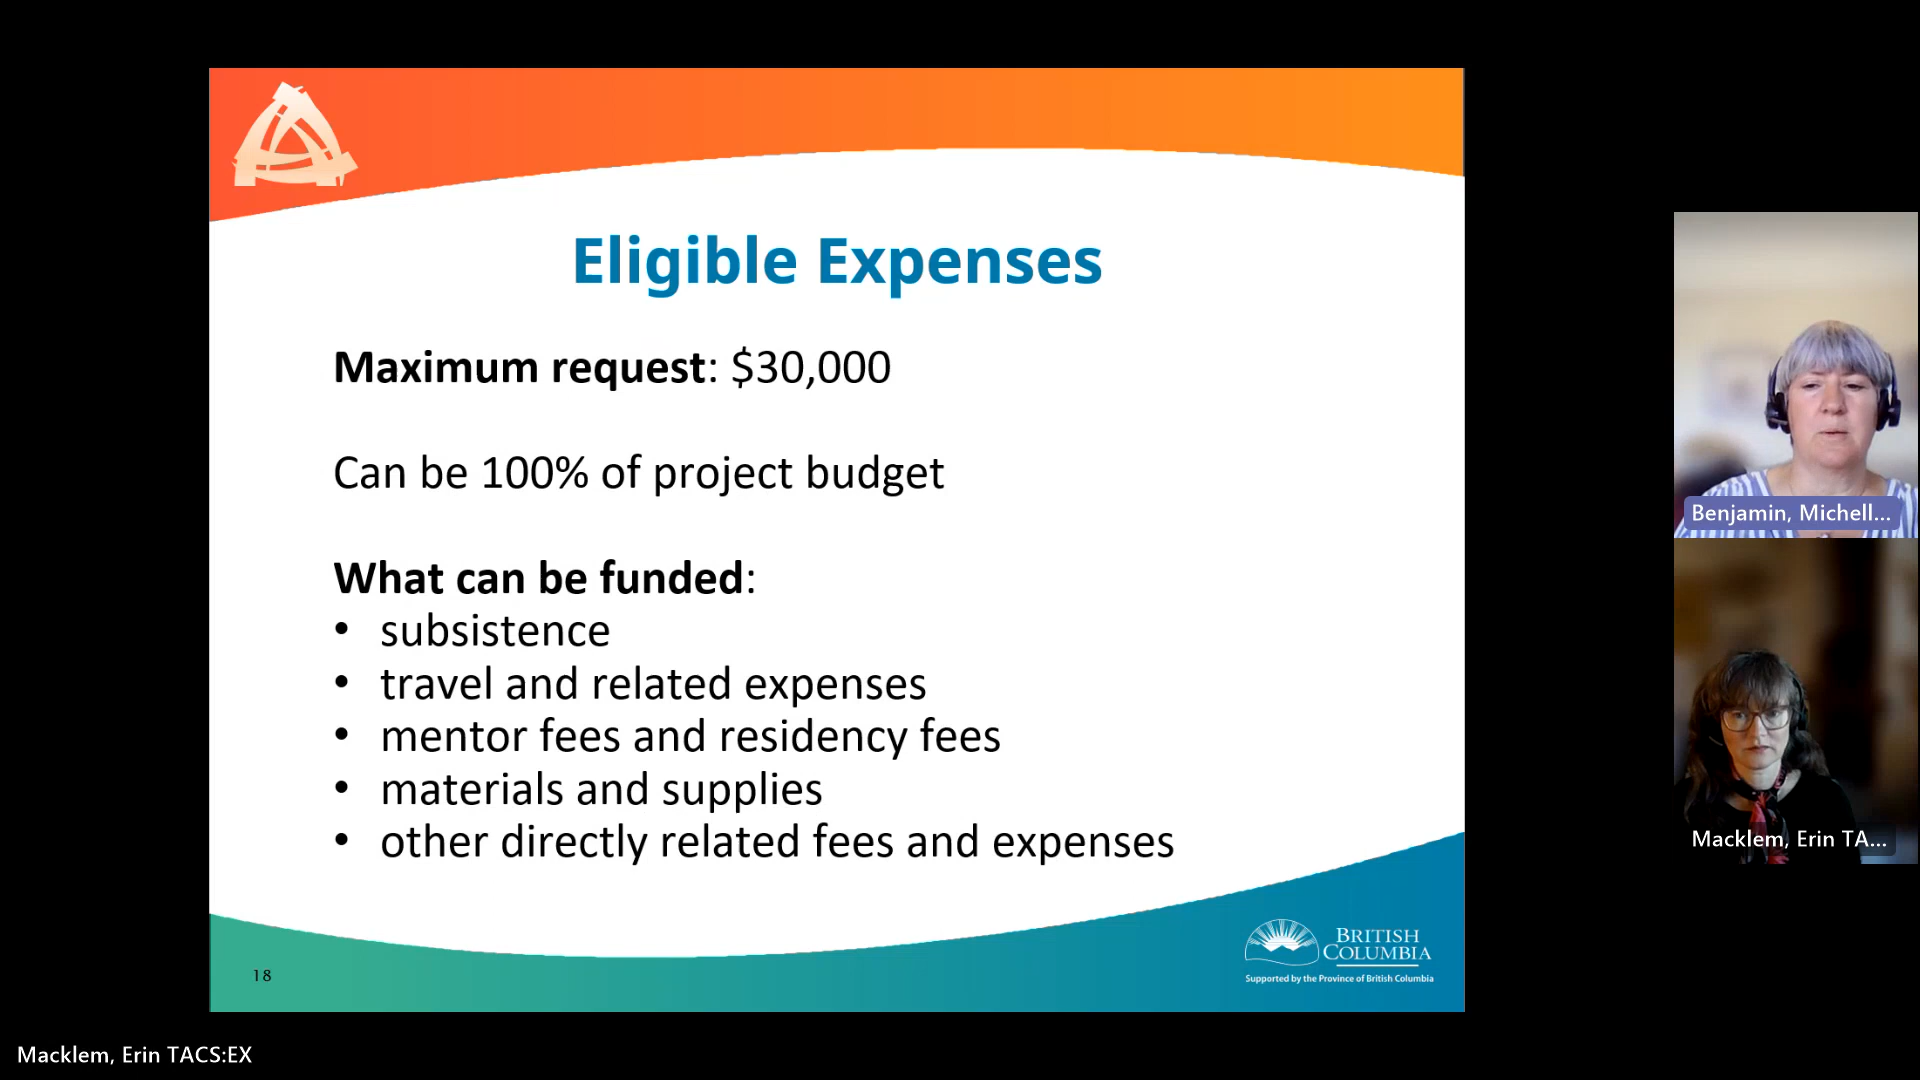 Eligible Expenses
Maximum request: $30,000
Can be 100% of project budget
What can be funded:
• subsistence
• travel and related expenses
• mentor fees and residency fees
• materials and supplies
• other directly related fees and expenses
18
BRITISH
COLUMBIA
Supported by the Province of British Columbia
Benjamin, Michell...
Macklem, Erin TA...
Macklem, Erin TACS:EX